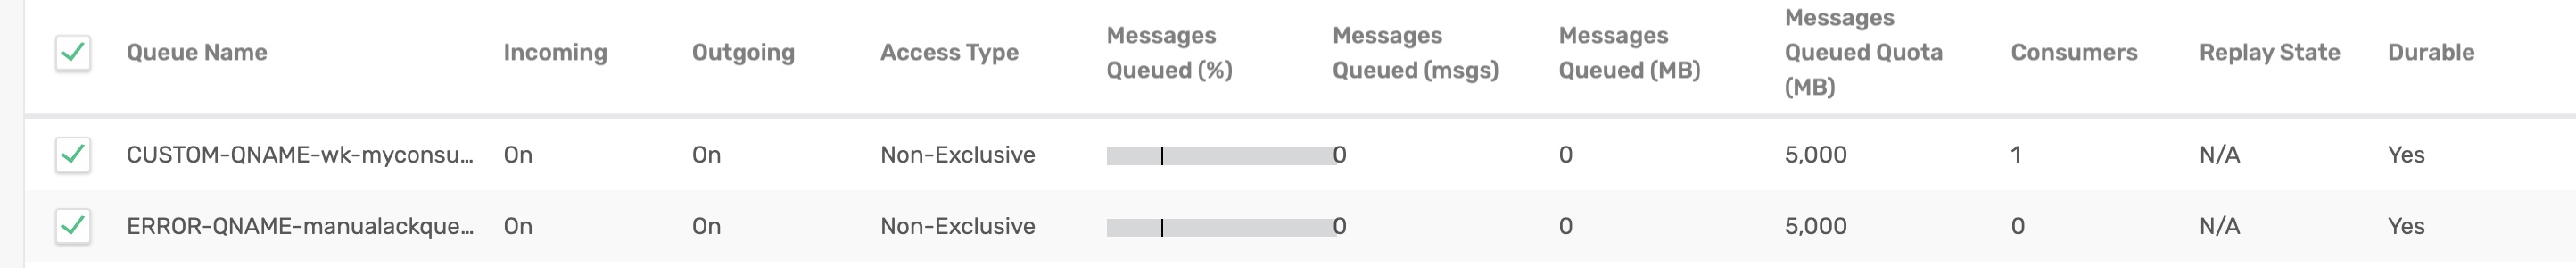 Queue Name Incoming Outgoing Access Type Messages Queued (%) Messages Queued (msgs) Messages Queued (MB) Messages Queued Quota (MB) Consumers Replay State Durable
CUSTOM-QNAME-wk-myconsu... On On Non-Exclusive 0 0 5,000 1 N/A Yes
ERROR-QNAME-manualackque... On On Non-Exclusive 0 0 5,000 0 N/A Yes